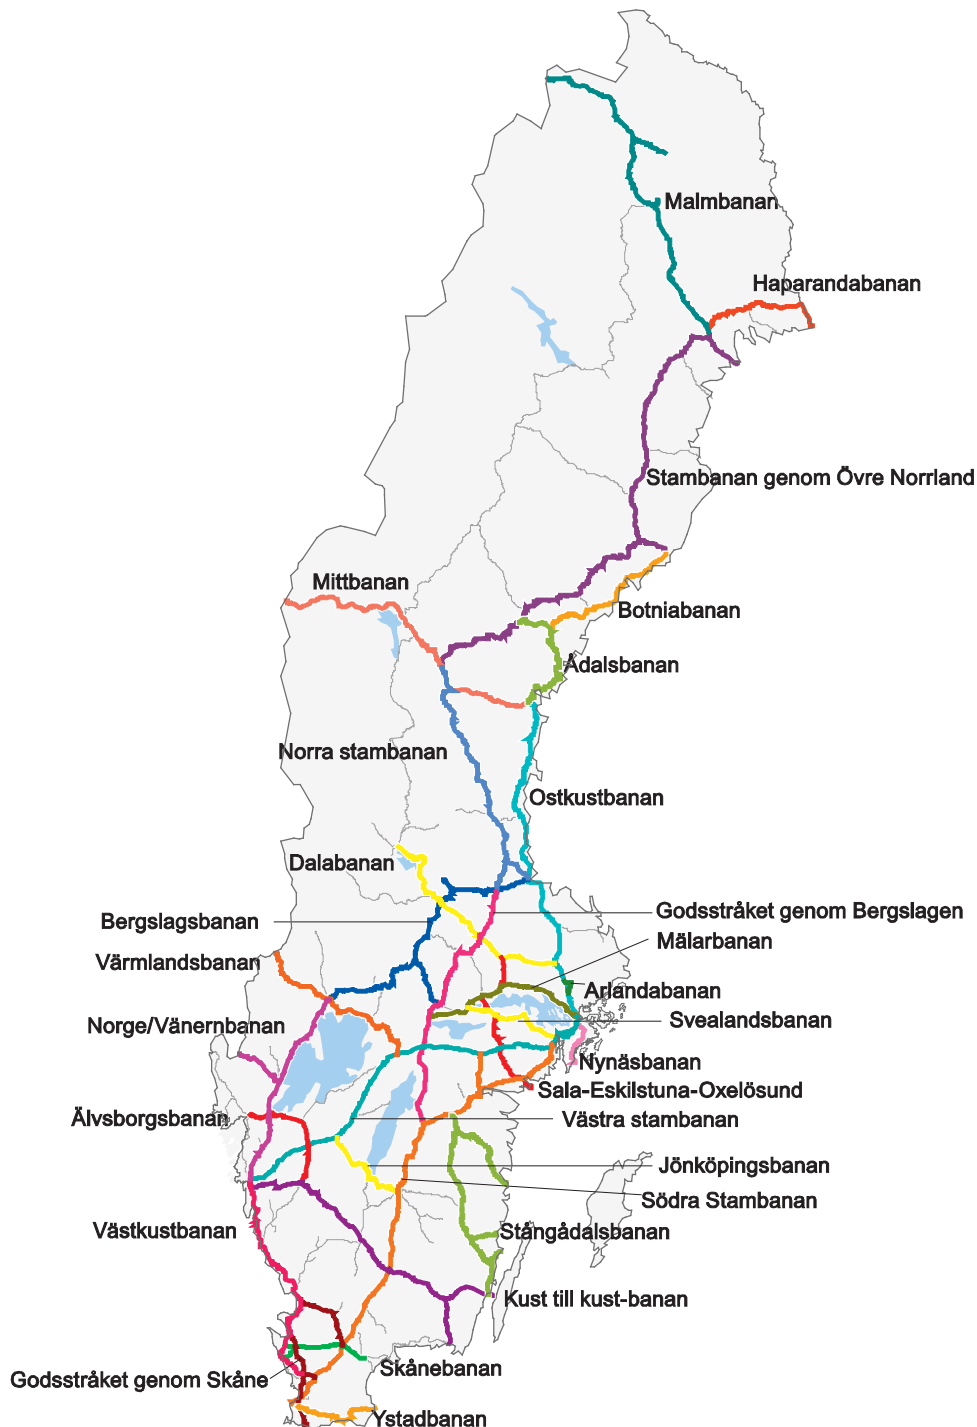 Malmbanan
Haparandabanan
Stambanan genom Övre Norrland
Mittbanan
Botniabanan
Ådalsbanan
Norra stambanan
Ostkustbanan
Dalabanan
Godsstråket genom Bergslagen
Bergslagsbanan
Mälarbanan
Värmlandsbanan
Arlandabanan
Svealandsbanan
Norge/Vänernbanan
Nynäsbanan
Sala-Eskilstuna-Oxelösund
Älvsborgsbanan
Västra stambanan
Jönköpingsbanan
Södra Stambanan
Västkustbanan
Stångådalsbanan
Kust till kust-banan
Skånebanan
Godsstråket genom Skåne
Ystadbanan